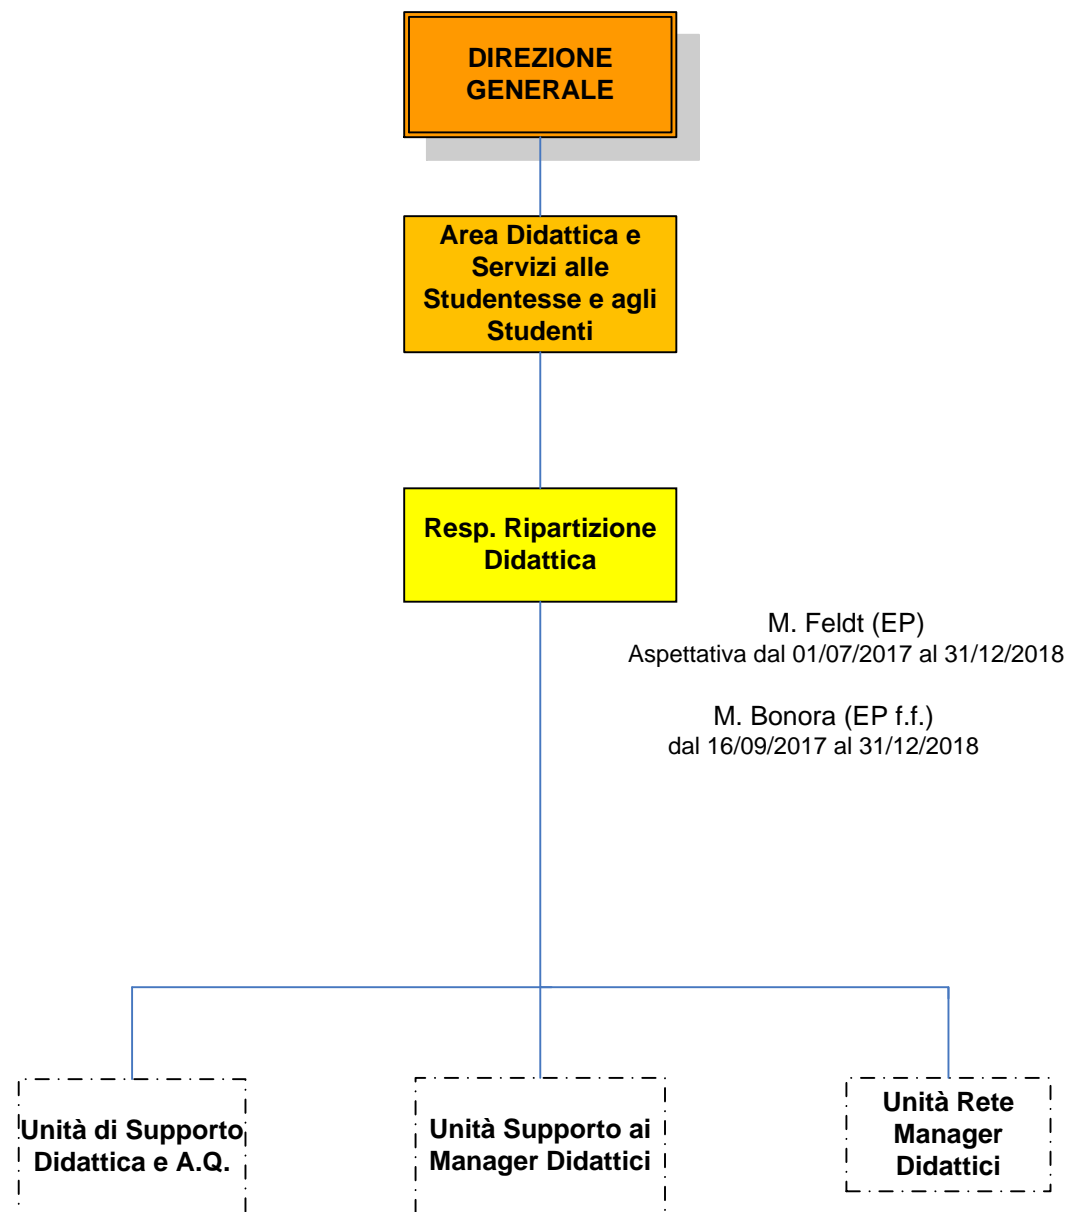 DIREZIONE
GENERALE
Area Didattica e
Servizi alle
Studentesse e agli
Studenti
Resp. Ripartizione
Didattica
M. Feldt (EP)
Aspettativa dal 01/07/2017 al 31/12/2018
M. Bonora (EP f.f.)
dal 16/09/2017 al 31/12/2018
Unità di Supporto
Didattica e A.Q.
Unità Supporto ai
Manager Didattici
Unità Rete
Manager
Didattici